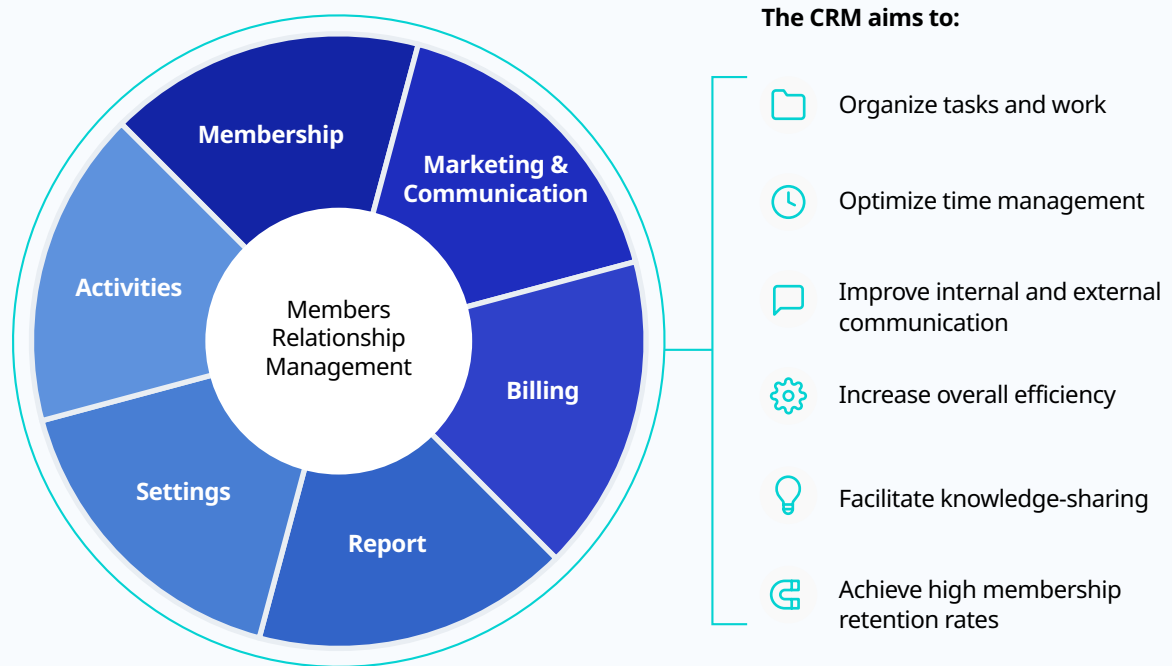 Membership
Marketing &
Communication
Billing
Report
Settings
Activities
Members
Relationship
Management
The CRM aims to:
Organize tasks and work
Optimize time management
Improve internal and external
communication
Increase overall efficiency
Facilitate knowledge-sharing
Achieve high membership
retention rates